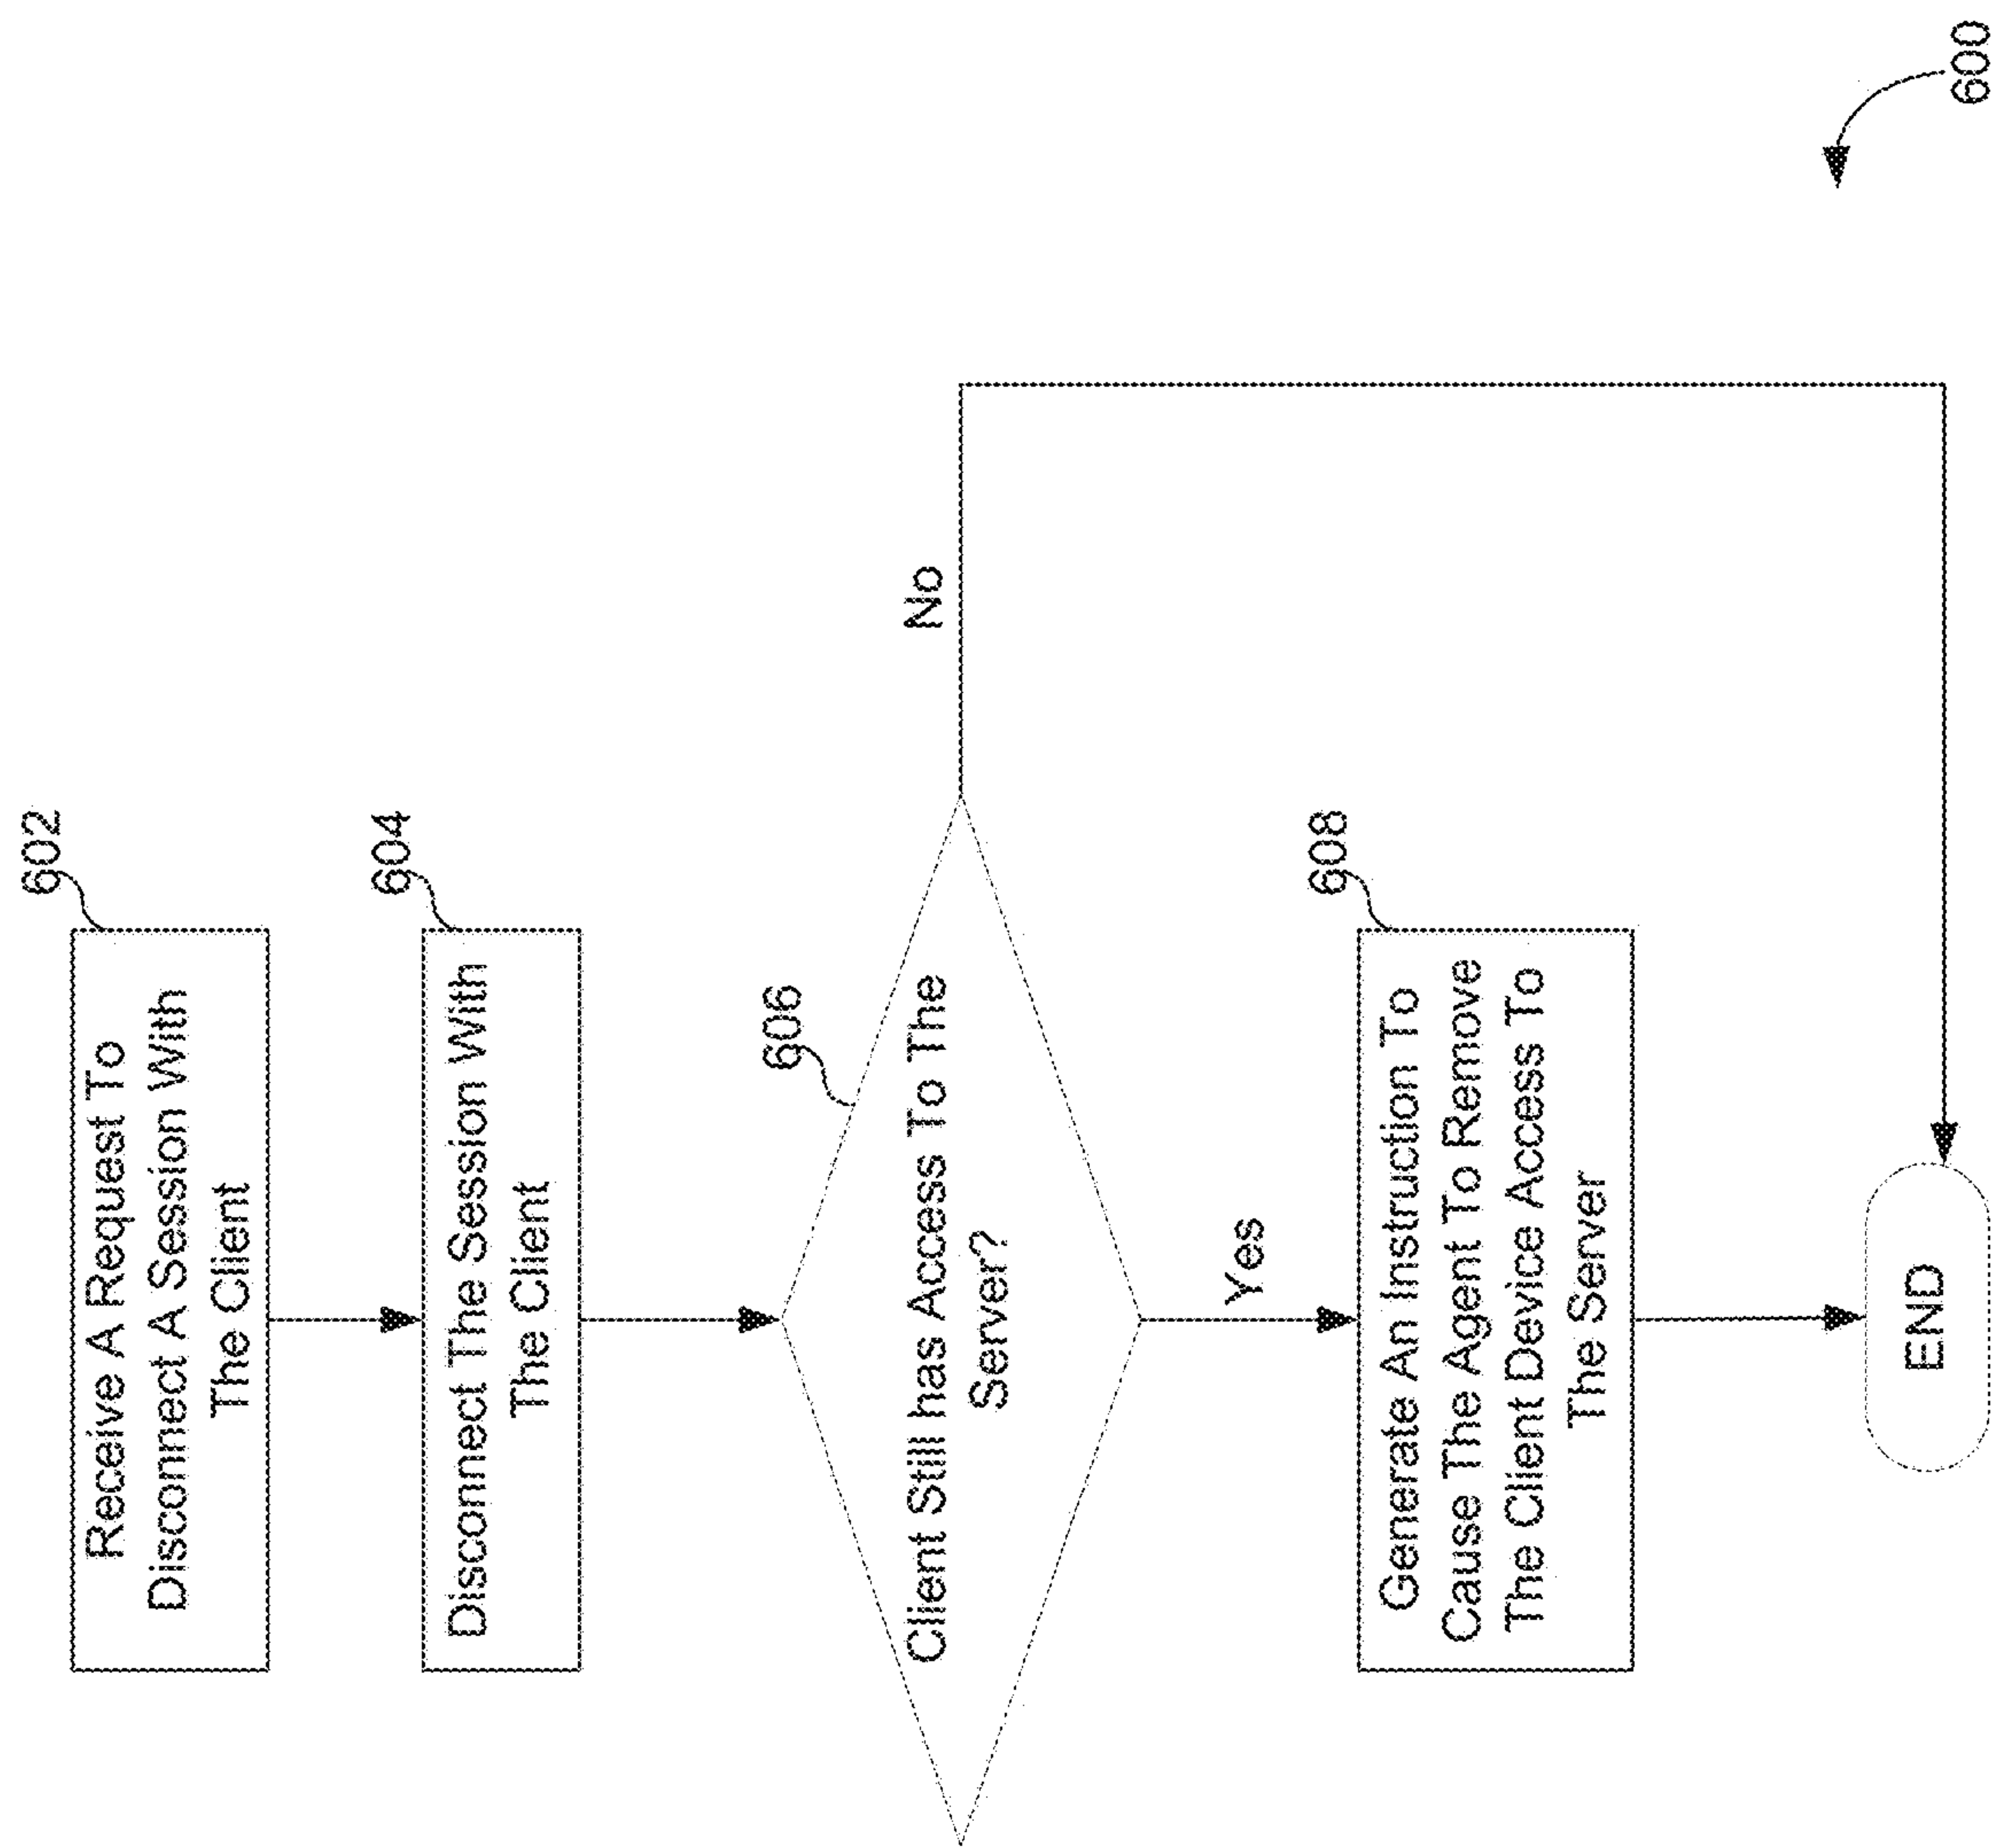 602
Receive A Request To
Disconnect A Session With
The Client
604
Disconnect The Session With
The Client
606
Client Still has Access To The
Server?
No
Yes
608
Generate An Instruction To
Cause The Agent To Remove
The Client Device Access To
The Server
END
600